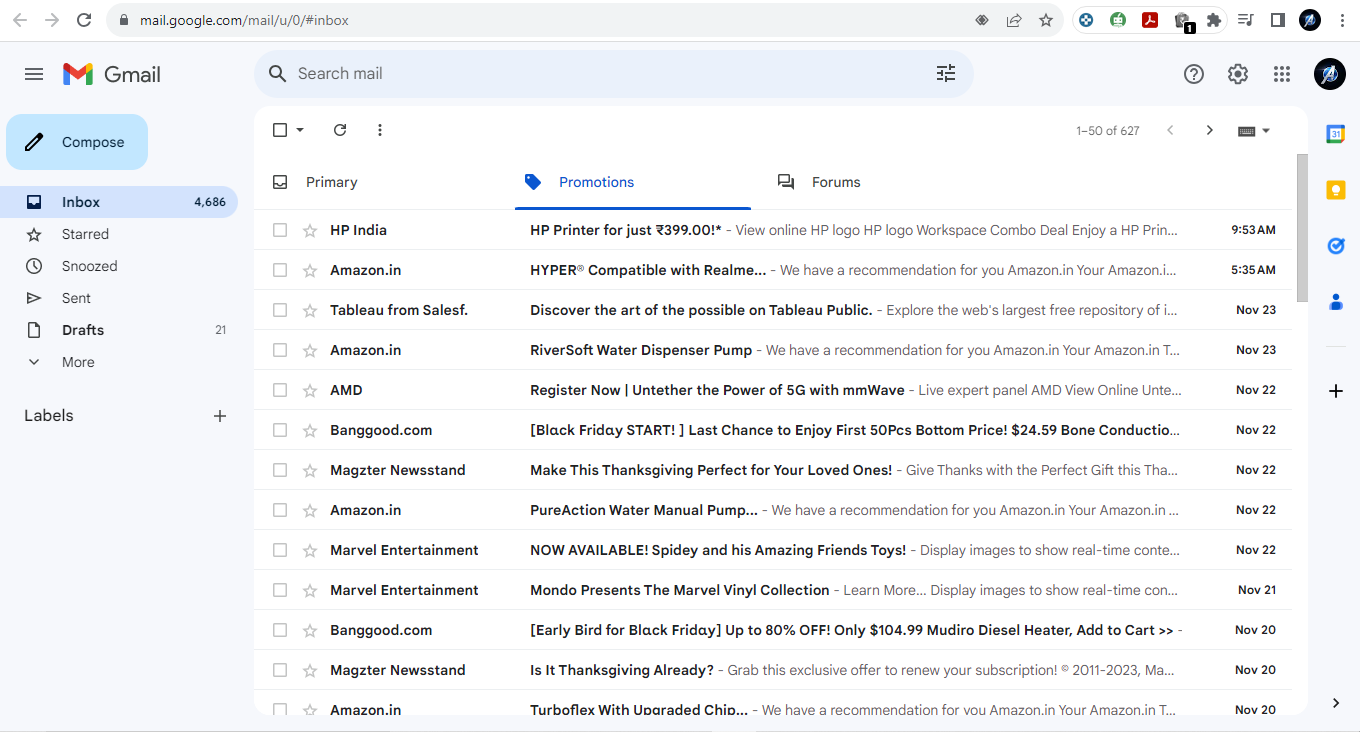 mail.google.com/mail/u/0/#inbox
1
Gmail
Search mail
Compose
1–50 of 627
31
Primary
Promotions
Forums
Inbox 4,686
Starred
Snoozed
Sent
Drafts 21
More
Labels
HP India HP Printer for just ₹399.00!* - View online HP logo HP logo Workspace Combo Deal Enjoy a HP Prin... 9:53 AM
Amazon.in HYPER® Compatible with Realme... - We have a recommendation for you Amazon.in Your Amazon.i... 5:35 AM
Tableau from Salesf. Discover the art of the possible on Tableau Public. - Explore the web's largest free repository of i... Nov 23
Amazon.in RiverSoft Water Dispenser Pump - We have a recommendation for you Amazon.in Your Amazon.in T... Nov 23
AMD Register Now | Untether the Power of 5G with mmWave - Live expert panel AMD View Online Unte... Nov 22
Banggood.com [Black Friday START! ] Last Chance to Enjoy First 50Pcs Bottom Price! $24.59 Bone Conductio... Nov 22
Magzter Newsstand Make This Thanksgiving Perfect for Your Loved Ones! - Give Thanks with the Perfect Gift this Tha... Nov 22
Amazon.in PureAction Water Manual Pump... - We have a recommendation for you Amazon.in Your Amazon.in ... Nov 22
Marvel Entertainment NOW AVAILABLE! Spidey and his Amazing Friends Toys! - Display images to show real-time conte... Nov 22
Marvel Entertainment Mondo Presents The Marvel Vinyl Collection - Learn More... Display images to show real-time con... Nov 21
Banggood.com [Early Bird for Black Friday] Up to 80% OFF! Only $104.99 Mudiro Diesel Heater, Add to Cart >> - Nov 20
Magzter Newsstand Is It Thanksgiving Already? - Grab this exclusive offer to renew your subscription! © 2011-2023, Ma... Nov 20
Amazon.in Turboflex With Upgraded Chip... - We have a recommendation for you Amazon.in Your Amazon.in T... Nov 20